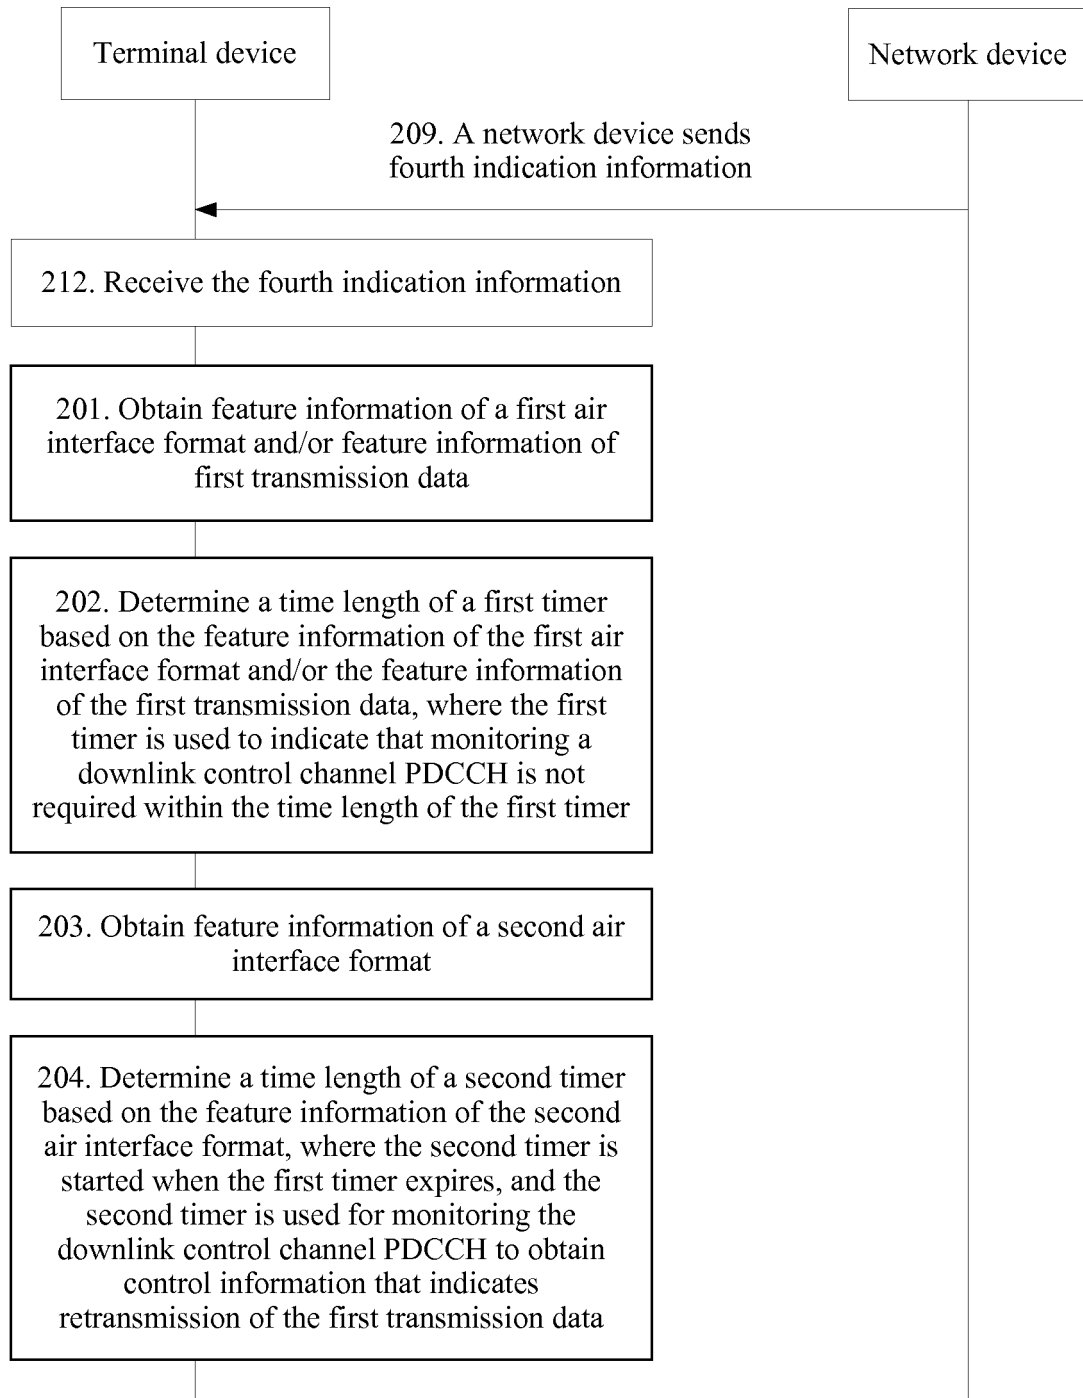 Terminal device
Network device
209. A network device sends
fourth indication information
212. Receive the fourth indication information
201. Obtain feature information of a first air
interface format and/or feature information of
first transmission data
202. Determine a time length of a first timer
based on the feature information of the first air
interface format and/or the feature information
of the first transmission data, where the first
timer is used to indicate that monitoring a
downlink control channel PDCCH is not
required within the time length of the first timer
203. Obtain feature information of a second air
interface format
204. Determine a time length of a second timer
based on the feature information of the second
air interface format, where the second timer is
started when the first timer expires, and the
second timer is used for monitoring the
downlink control channel PDCCH to obtain
control information that indicates
retransmission of the first transmission data